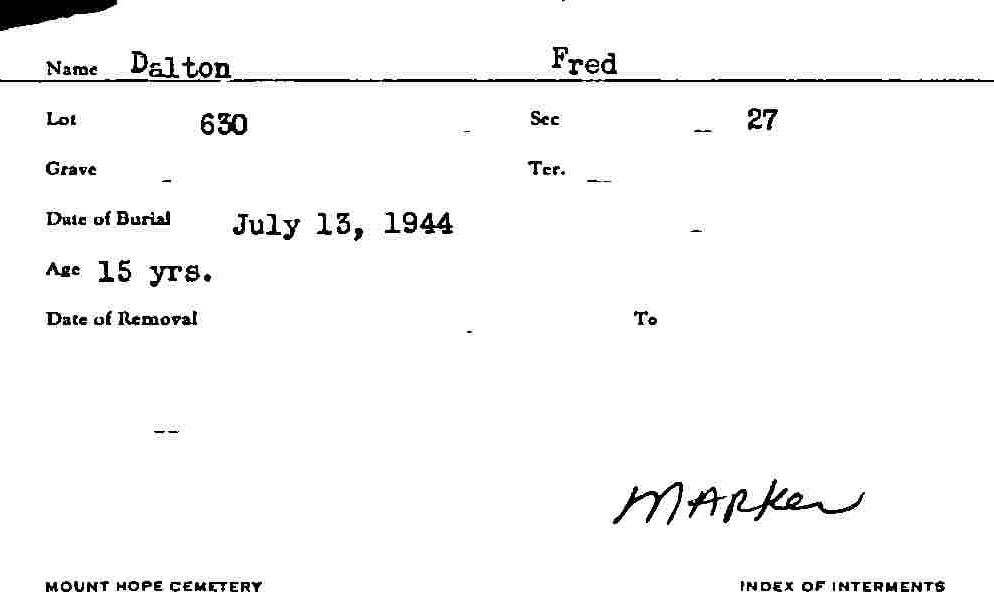 Name Dalton Fred
Lot 630 Sec 27
Grave Ter.
Date of Burial July 13, 1944
Age 15 yrs.
Date of Removal To
MARKer
MOUNT HOPE CEMETERY INDEX OF INTERMENTS